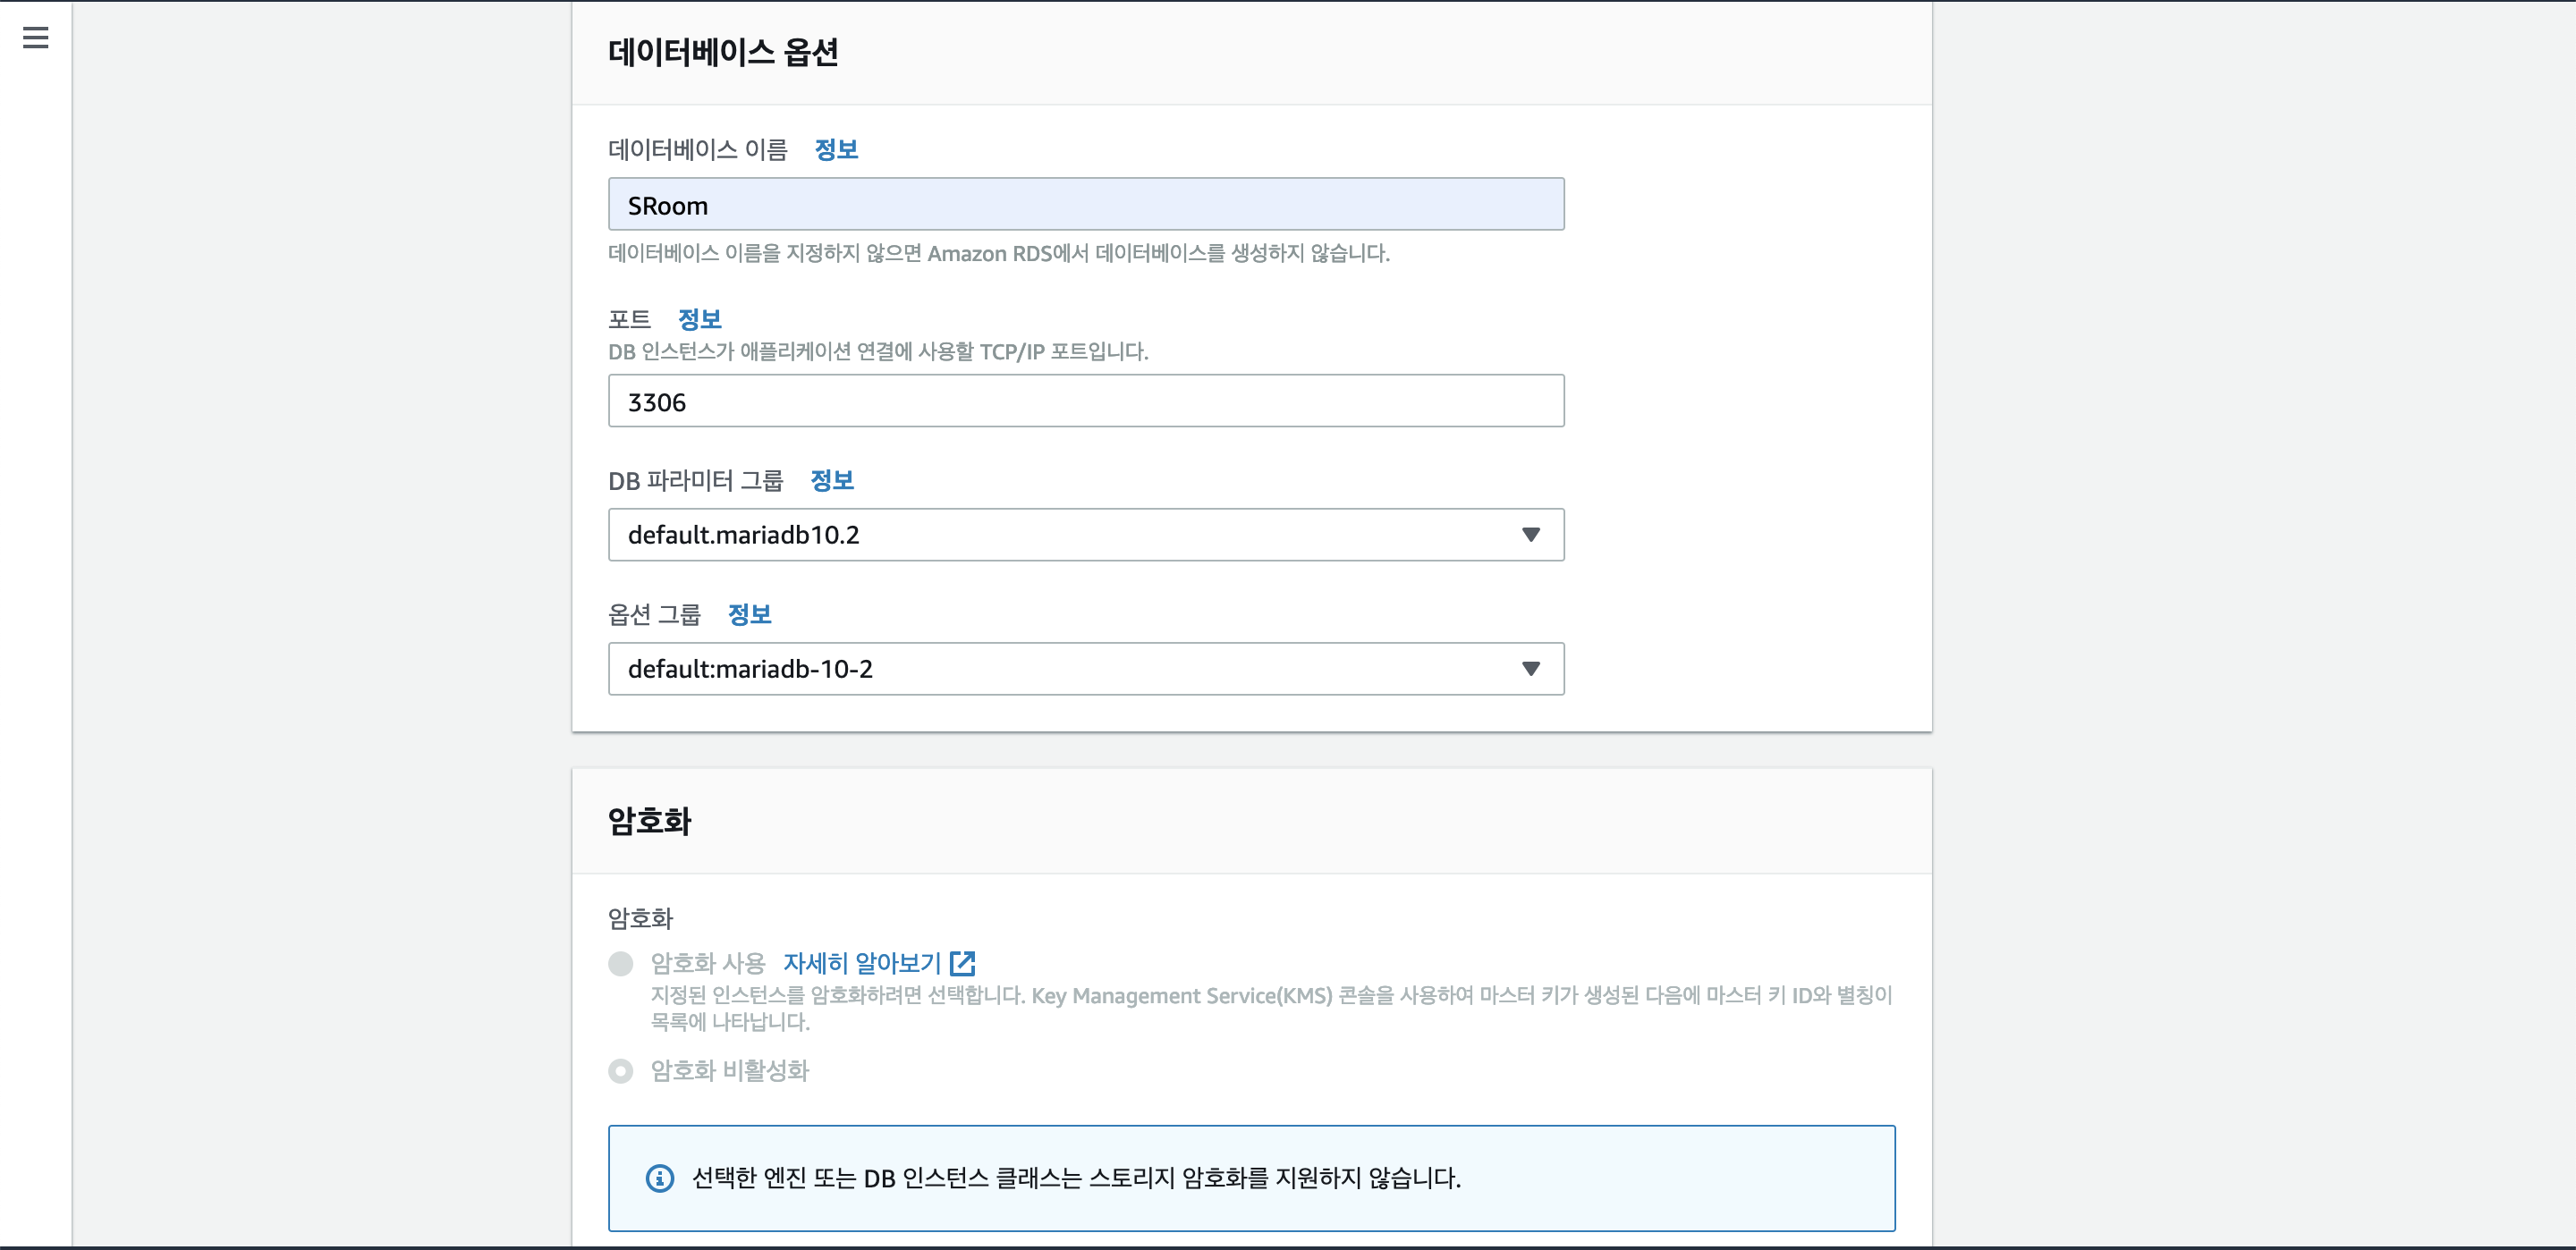 데이터베이스 옵션
데이터베이스 이름 정보
SRoom
데이터베이스 이름을 지정하지 않으면 Amazon RDS에서 데이터베이스를 생성하지 않습니다.
포트 정보
DB 인스턴스가 애플리케이션 연결에 사용할 TCP/IP 포트입니다.
3306
DB 파라미터 그룹 정보
default.mariadb10.2
옵션 그룹 정보
default:mariadb-10-2
암호화
암호화
암호화 사용 자세히 알아보기
지정된 인스턴스를 암호화하려면 선택합니다. Key Management Service(KMS) 콘솔을 사용하여 마스터 키가 생성된 다음에 마스터 키 ID와 별칭이
목록에 나타납니다.
암호화 비활성화
선택한 엔진 또는 DB 인스턴스 클래스는 스토리지 암호화를 지원하지 않습니다.